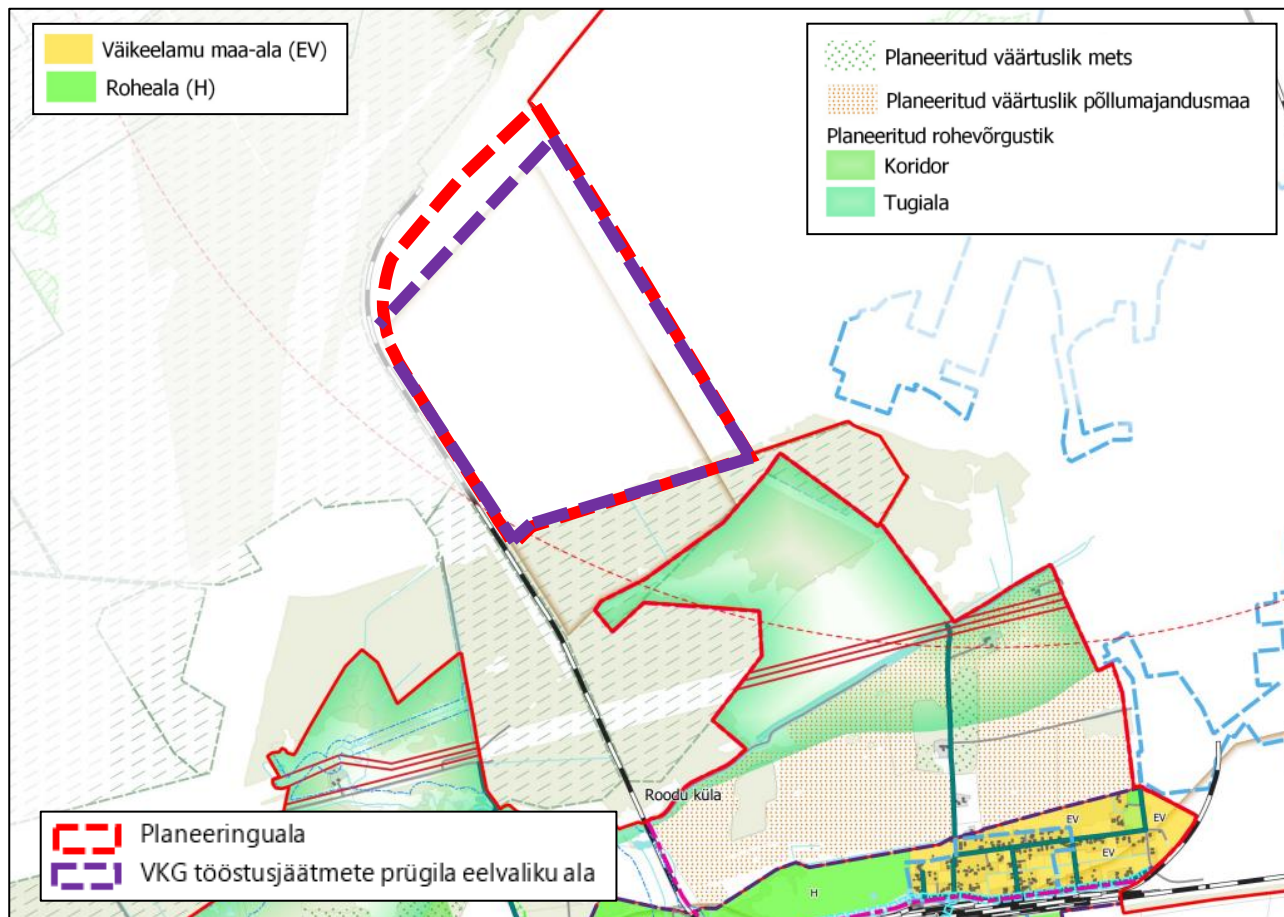 Väikeelamu maa-ala (EV)
Roheala (H)
Planeeritud väärtuslik mets
Planeeritud väärtuslik põllumajandusmaa
Planeeritud rohevõrgustik
Koridor
Tugiala
Roodu küla
EV
EV
EV
H
Planeeringuala
VKG tööstusjäätmete prügila eelvaliku ala